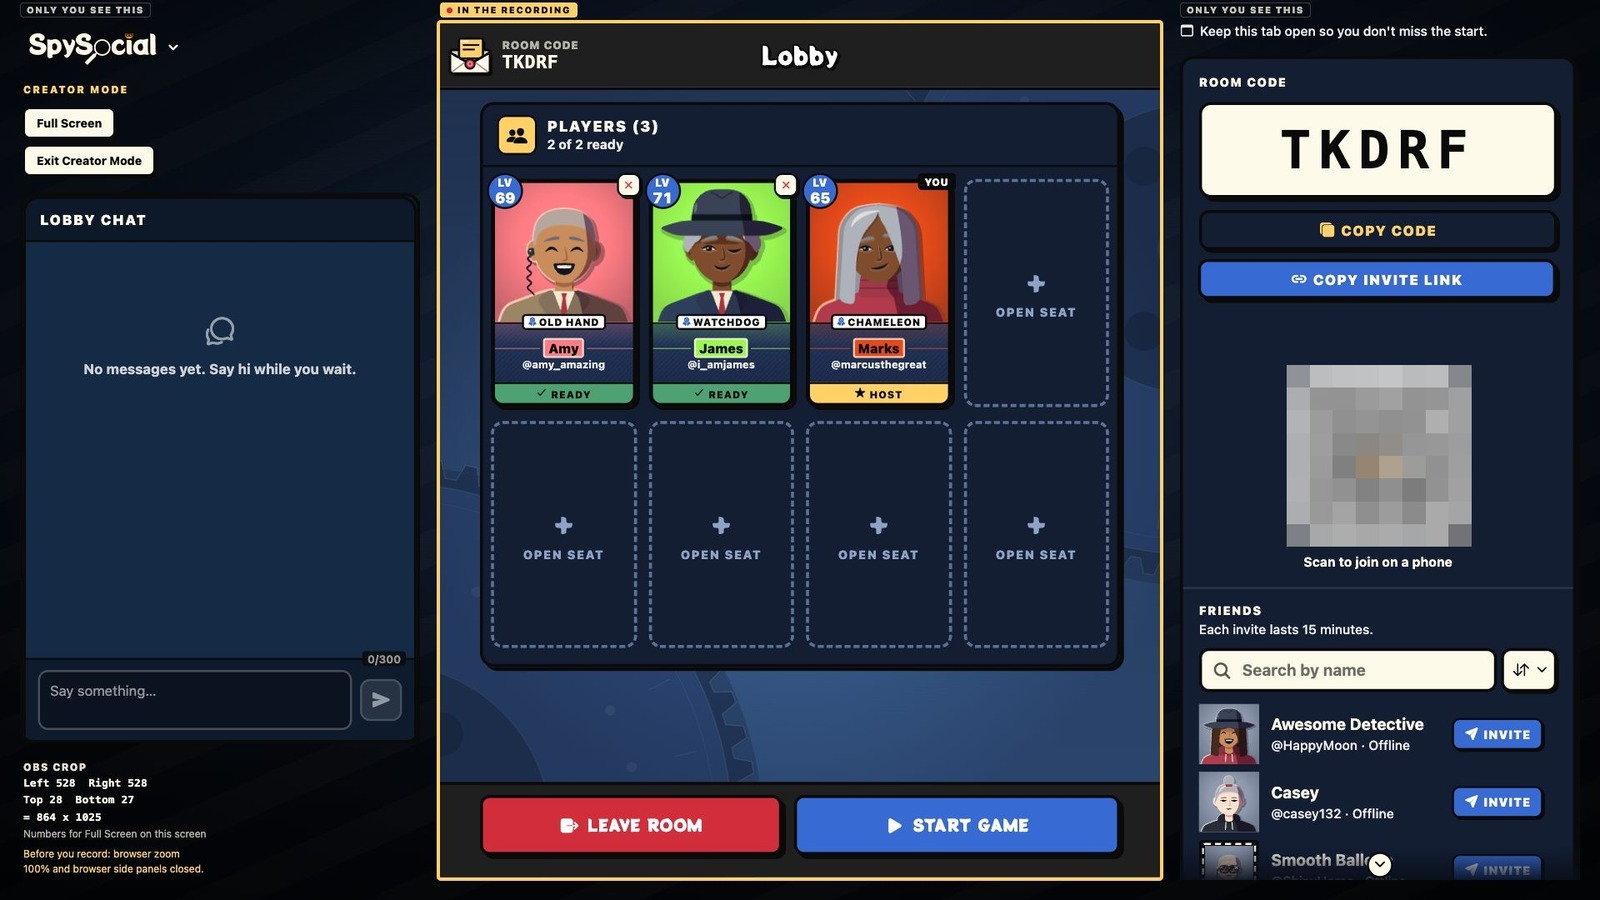 ONLY YOU SEE THIS
SpySocial
CREATOR MODE
Full Screen
Exit Creator Mode
LOBBY CHAT
No messages yet. Say hi while you wait.
0/300
Say something...
OBS CROP
Left 528 Right 528
Top 28 Bottom 27
= 864 x 1025
Numbers for Full Screen on this screen
Before you record: browser zoom
100% and browser side panels closed.
IN THE RECORDING
ROOM CODE
TKDRF
Lobby
PLAYERS (3)
2 of 2 ready
LV
69
OLD HAND
Amy
@amy_amazing
READY
LV
71
WATCHDOG
James
@i_amjames
READY
LV
65
YOU
CHAMELEON
Marks
@marcusthegreat
HOST
OPEN SEAT
OPEN SEAT
OPEN SEAT
OPEN SEAT
OPEN SEAT
LEAVE ROOM
START GAME
ONLY YOU SEE THIS
Keep this tab open so you don't miss the start.
ROOM CODE
TKDRF
COPY CODE
COPY INVITE LINK
Scan to join on a phone
FRIENDS
Each invite lasts 15 minutes.
Search by name
Awesome Detective
@HappyMoon · Offline
INVITE
Casey
@casey132 · Offline
INVITE
Smooth
INVITE